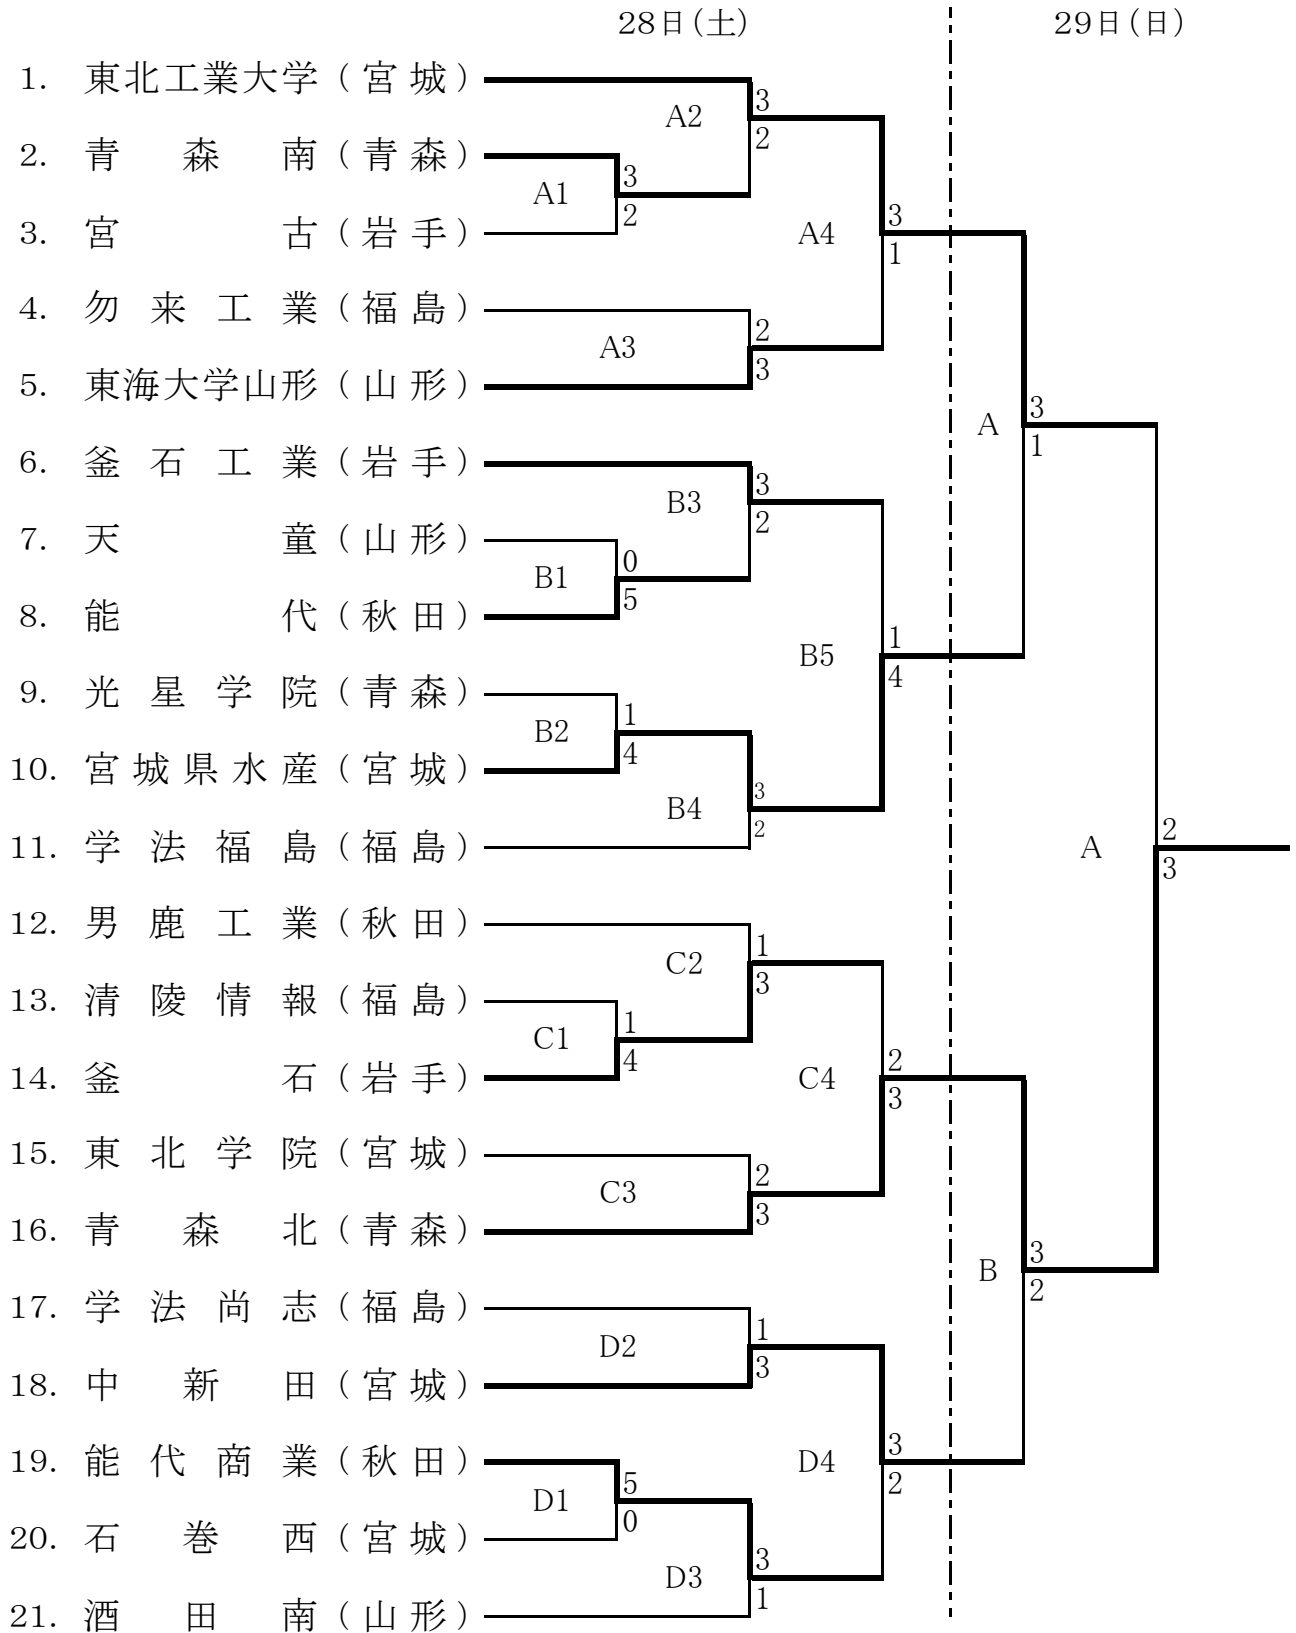 28日(土) 29日(日)
1. 東北工業大学(宮城)
3
A2
2
2. 青森南(青森)
3
A1
2
3. 宮古(岩手)
3
A4
1
4. 勿来工業(福島)
2
A3
3
5. 東海大学山形(山形)
3
A
1
6. 釜石工業(岩手)
3
B3
2
7. 天童(山形)
0
B1
5
8. 能代(秋田)
1
B5
4
9. 光星学院(青森)
1
B2
4
10. 宮城県水産(宮城)
3
B4
2
11. 学法福島(福島)
2
A
3
12. 男鹿工業(秋田)
1
C2
3
13. 清陵情報(福島)
1
C1
4
14. 釜石(岩手)
2
C4
3
15. 東北学院(宮城)
2
C3
3
16. 青森北(青森)
3
B
2
17. 学法尚志(福島)
1
D2
3
18. 中新田(宮城)
3
D4
2
19. 能代商業(秋田)
5
D1
0
20. 石巻西(宮城)
3
D3
1
21. 酒田南(山形)